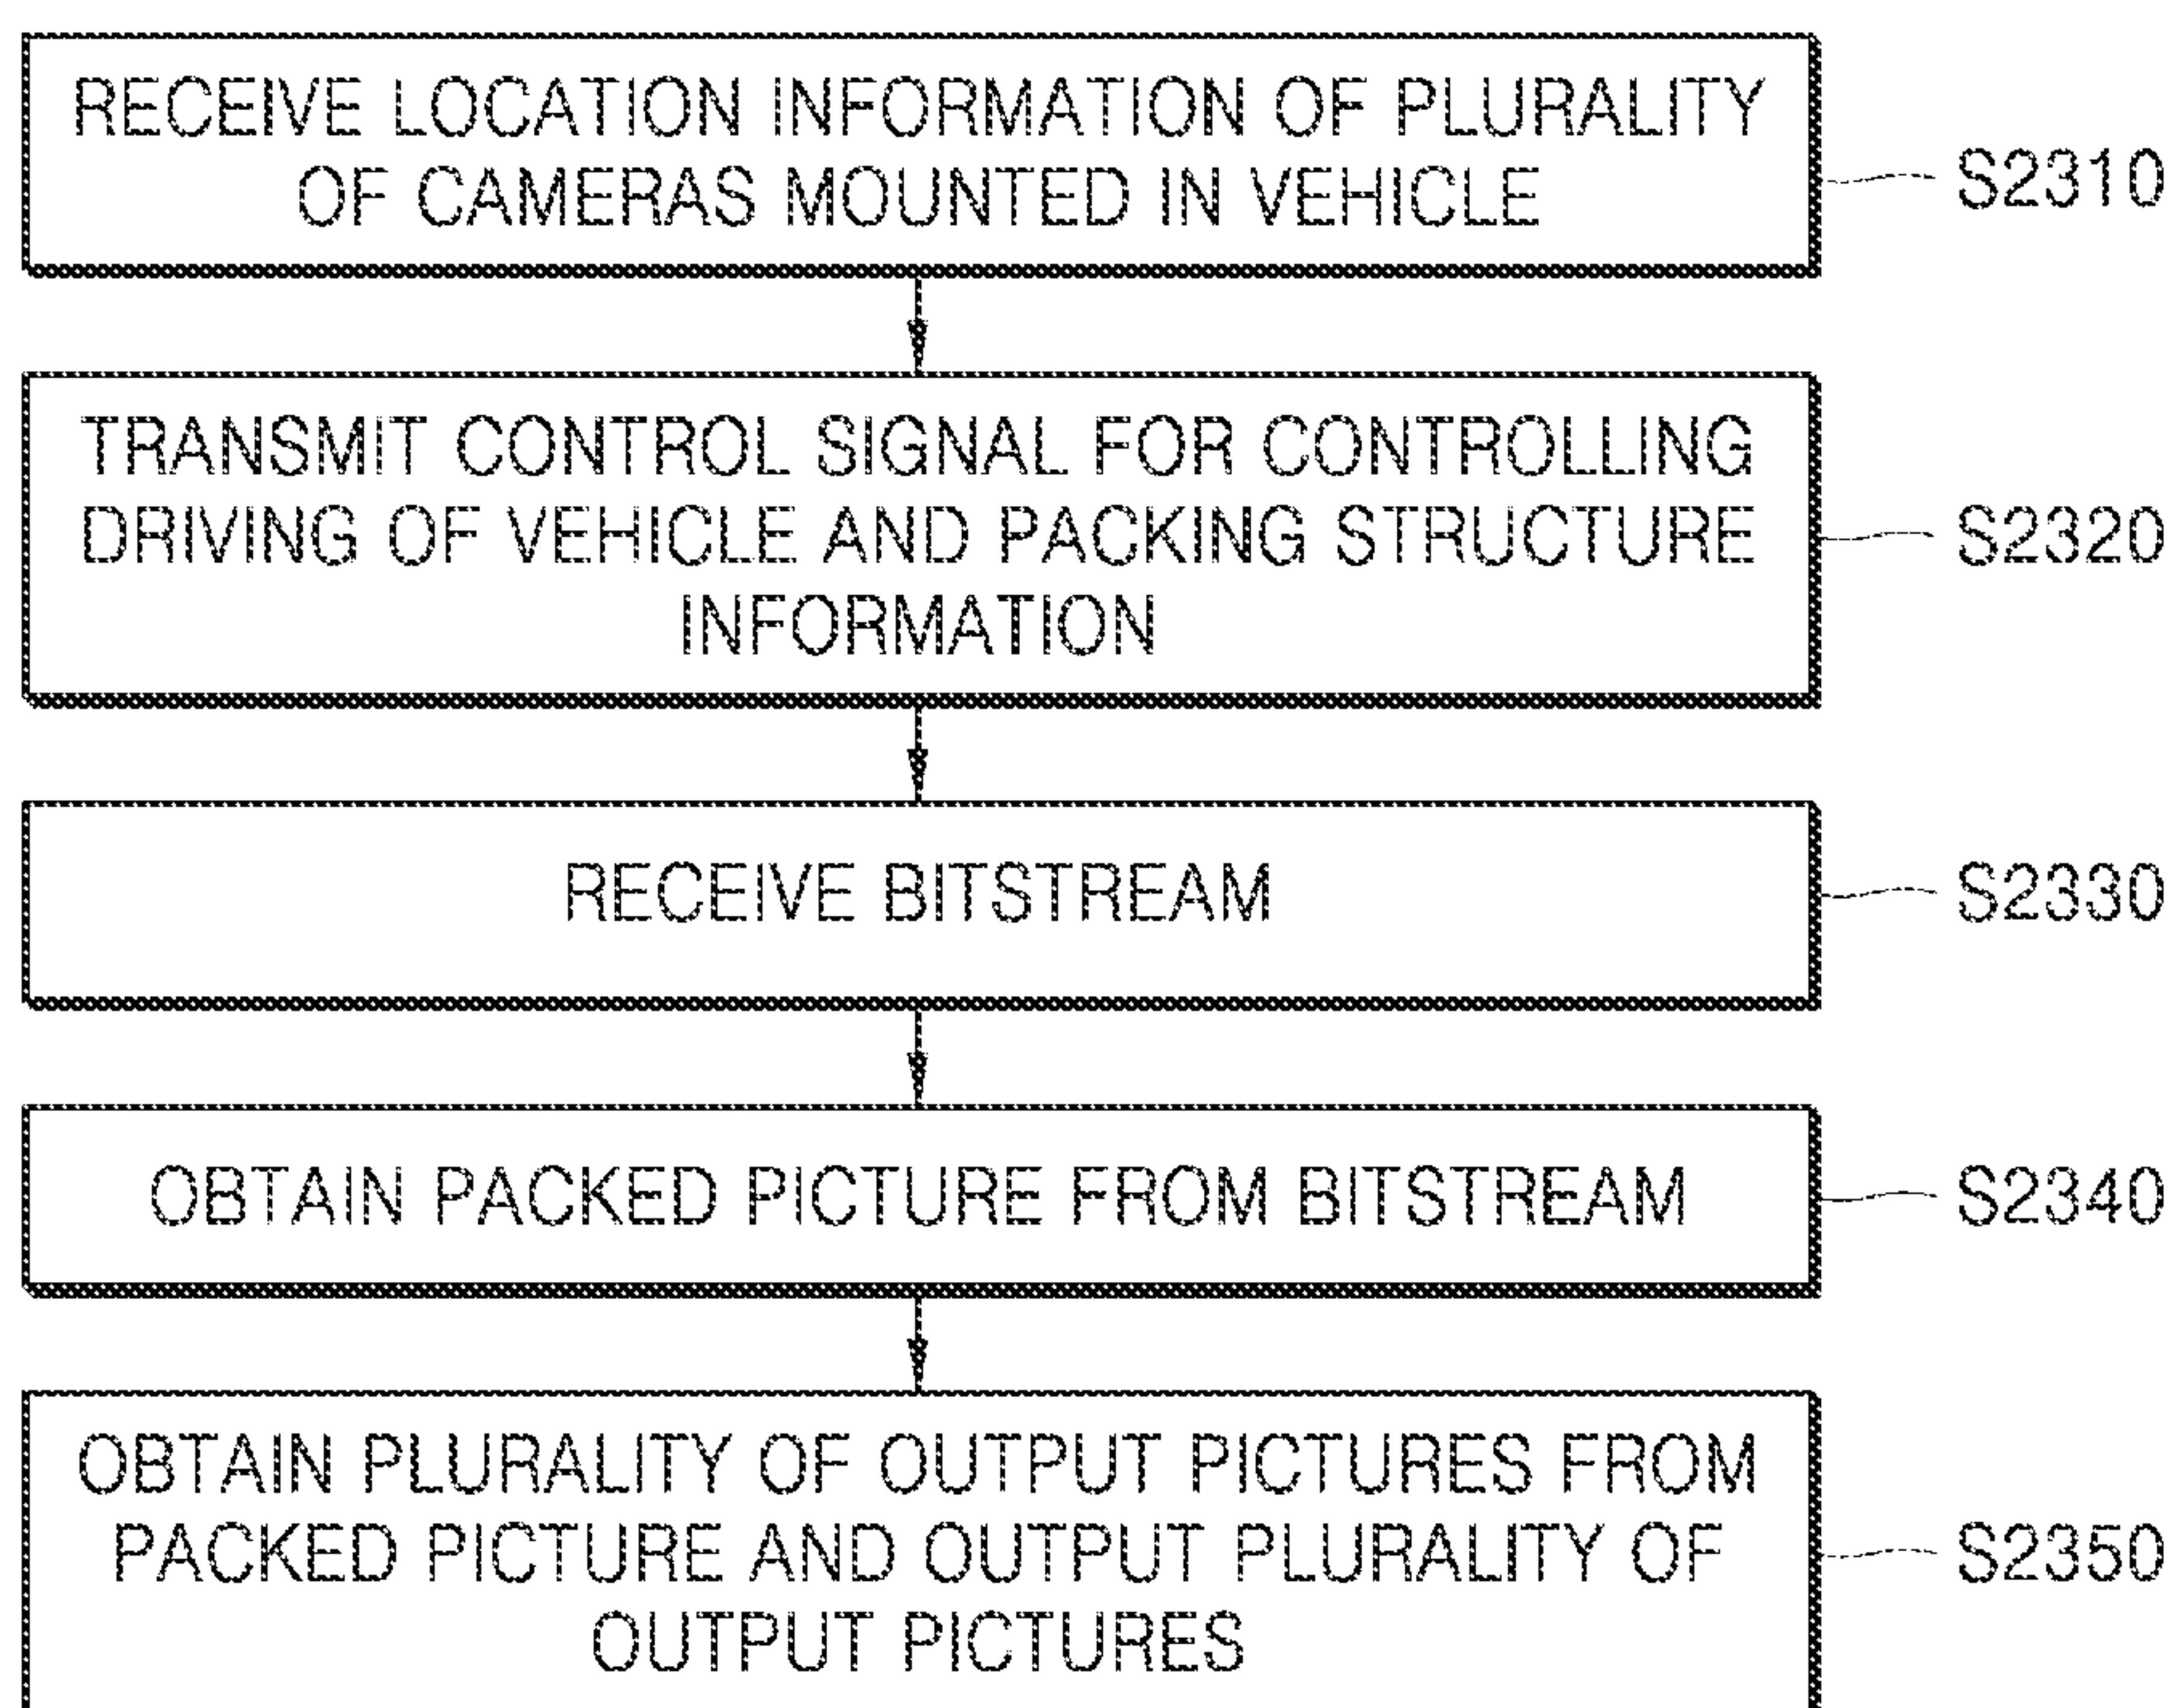 RECEIVE LOCATION INFORMATION OF PLURALITY
OF CAMERAS MOUNTED IN VEHICLE
S2310
TRANSMIT CONTROL SIGNAL FOR CONTROLLING
DRIVING OF VEHICLE AND PACKING STRUCTURE
INFORMATION
S2320
RECEIVE BITSTREAM
S2330
OBTAIN PACKED PICTURE FROM BITSTREAM
S2340
OBTAIN PLURALITY OF OUTPUT PICTURES FROM
PACKED PICTURE AND OUTPUT PLURALITY OF
OUTPUT PICTURES
S2350